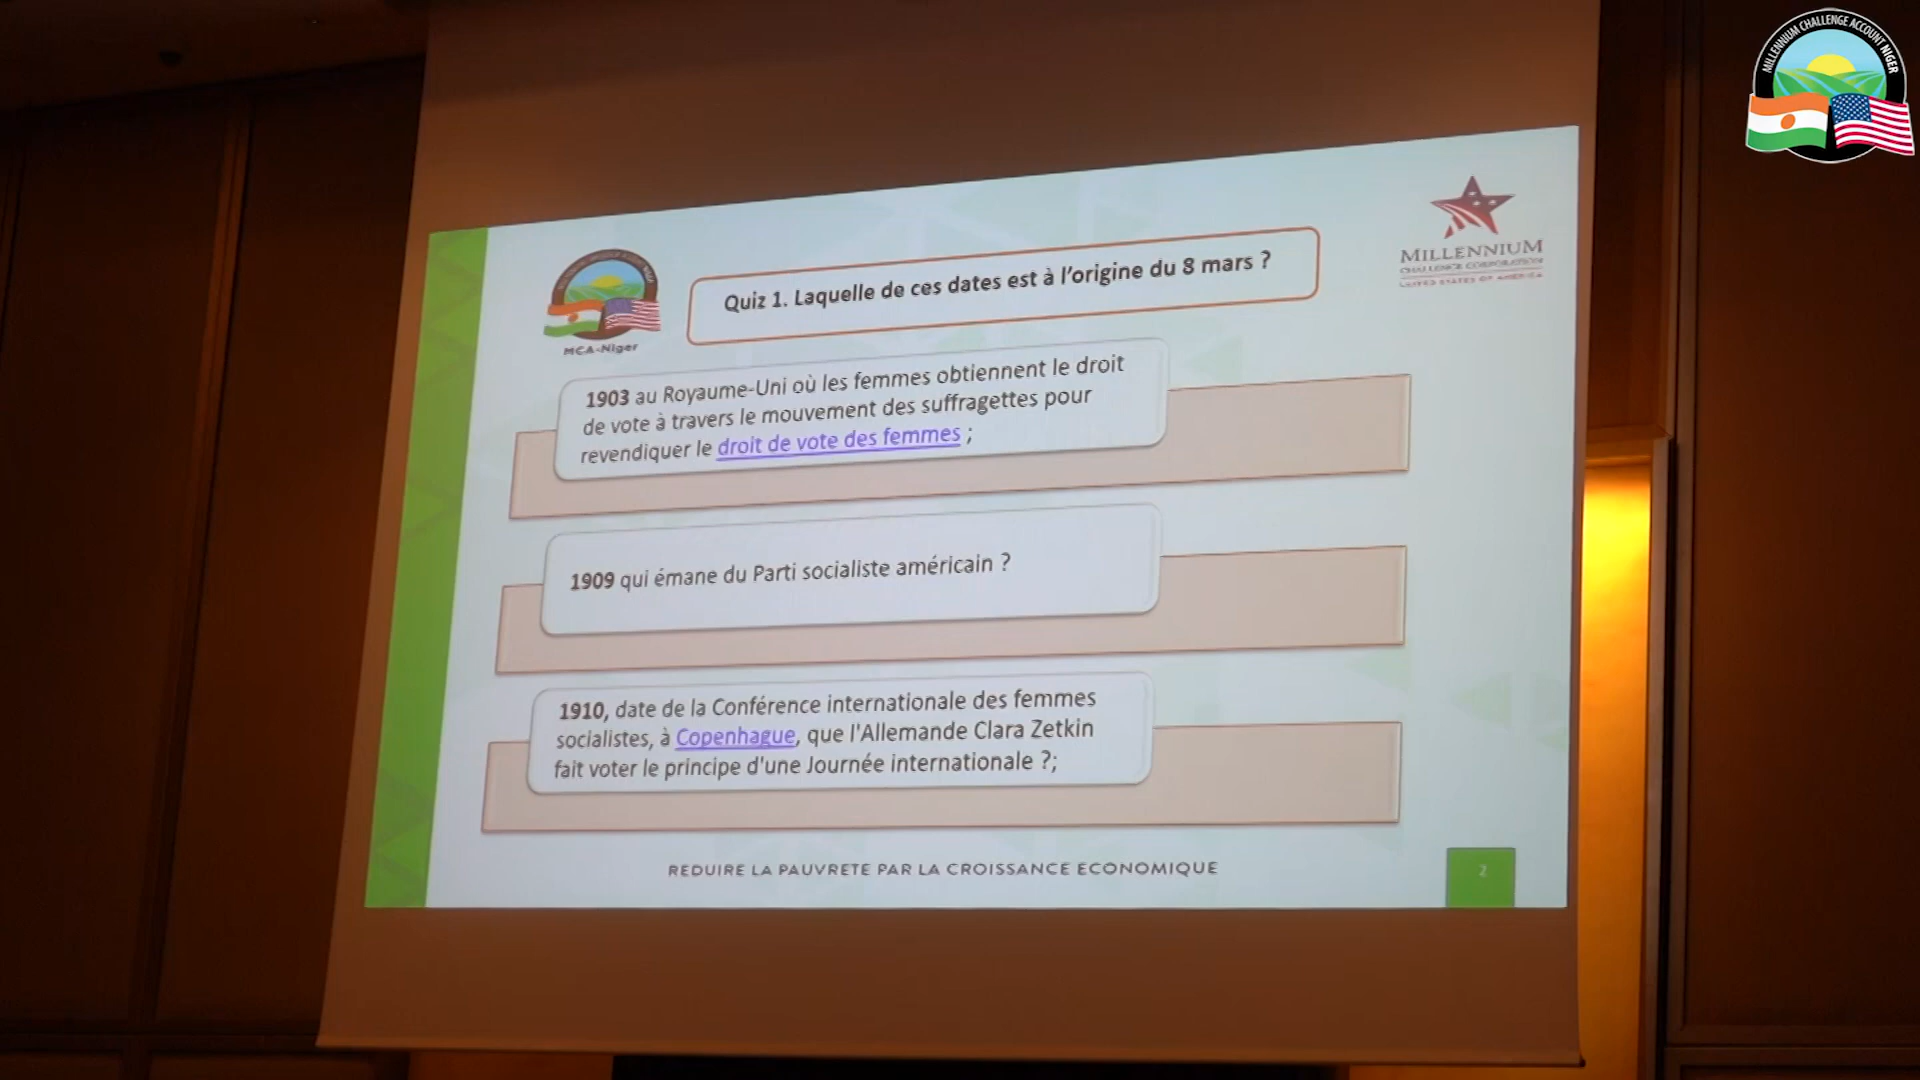 MILLENNIUM CHALLENGE ACCOUNT NIGER
MCA-Niger
Quiz 1. Laquelle de ces dates est à l'origine du 8 mars ?
MILLENNIUM
CHALLENGE CORPORATION
UNITED STATES OF AMERICA
1903 au Royaume-Uni où les femmes obtiennent le droit
de vote à travers le mouvement des suffragettes pour
revendiquer le droit de vote des femmes ;
1909 qui émane du Parti socialiste américain ?
1910, date de la Conférence internationale des femmes
socialistes, à Copenhague, que l'Allemande Clara Zetkin
fait voter le principe d'une Journée internationale ?;
REDUIRE LA PAUVRETE PAR LA CROISSANCE ECONOMIQUE
2